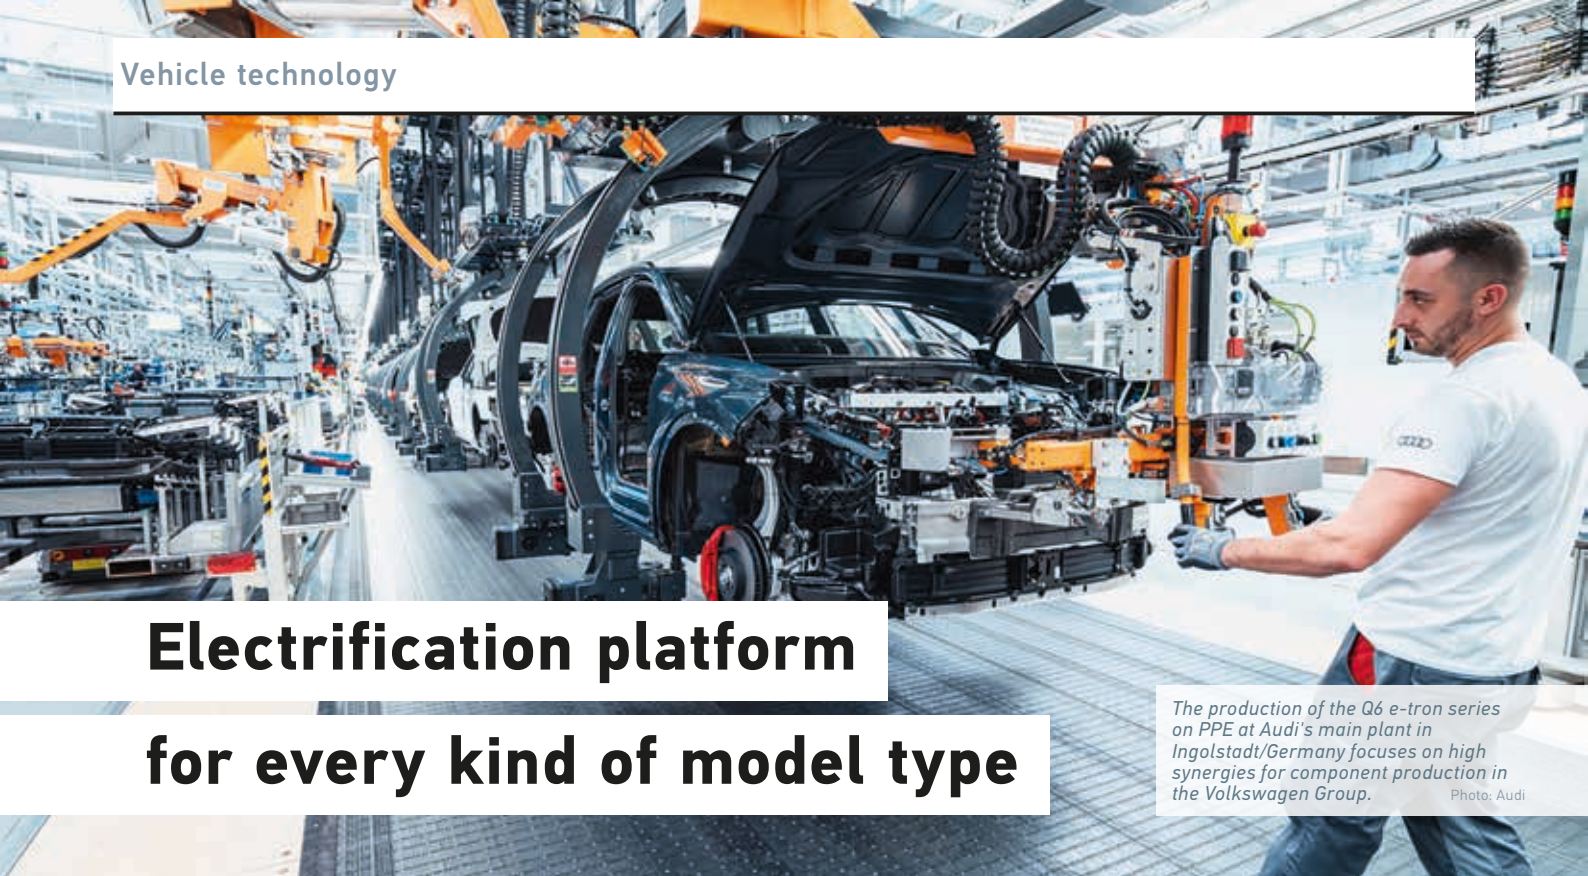 Vehicle technology
Electrification platform
for every kind of model type
The production of the Q6 e-tron series
on PPE at Audi's main plant in
Ingolstadt/Germany focuses on high
synergies for component production in
the Volkswagen Group.
Photo: Audi